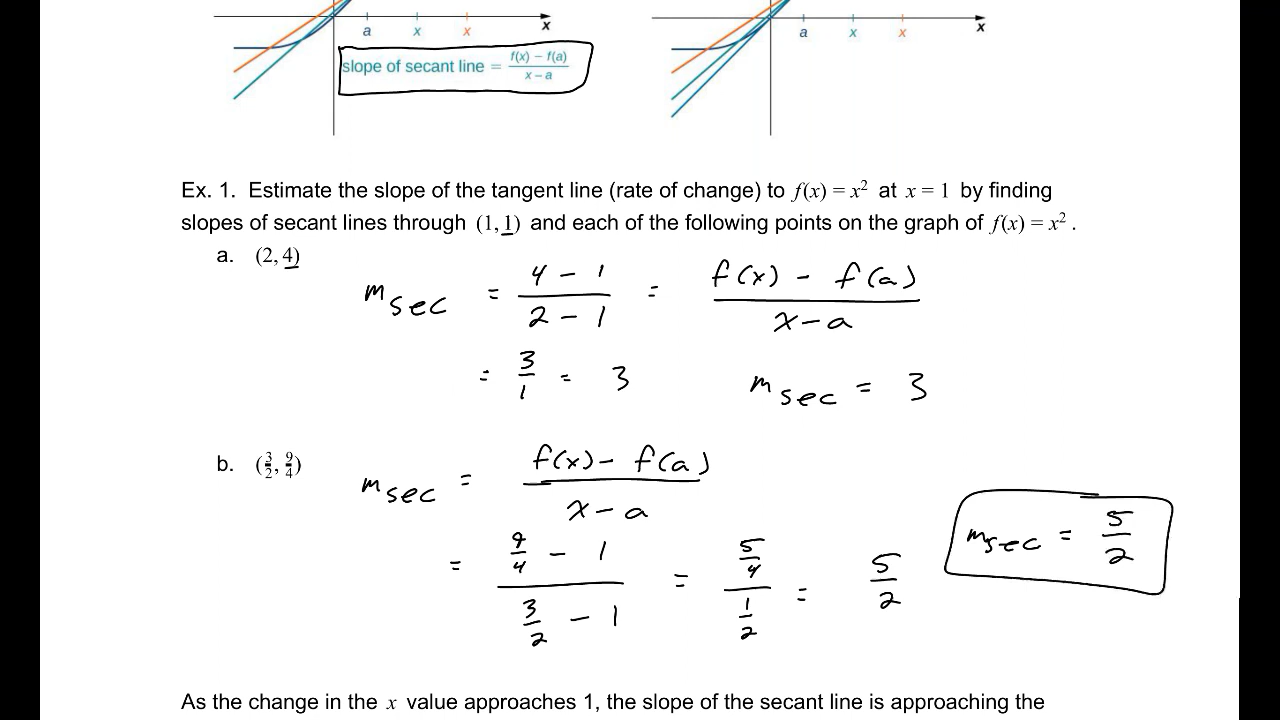 a x x x
a x x x
slope of secant line = f(x) − f(a) / x − a
Ex. 1. Estimate the slope of the tangent line (rate of change) to f(x) = x² at x = 1 by finding
slopes of secant lines through (1, 1) and each of the following points on the graph of f(x) = x² .
a. (2, 4)
m sec = 4 - 1 / 2 - 1 = f(x) - f(a) / x - a
= 3/1 = 3 m sec = 3
b. (3/2, 9/4)
m sec = f(x) - f(a) / x - a
= 9/4 - 1 / 3/2 - 1 = 5/4 / 1/2 = 5/2
m sec = 5/2
As the change in the x value approaches 1, the slope of the secant line is approaching the